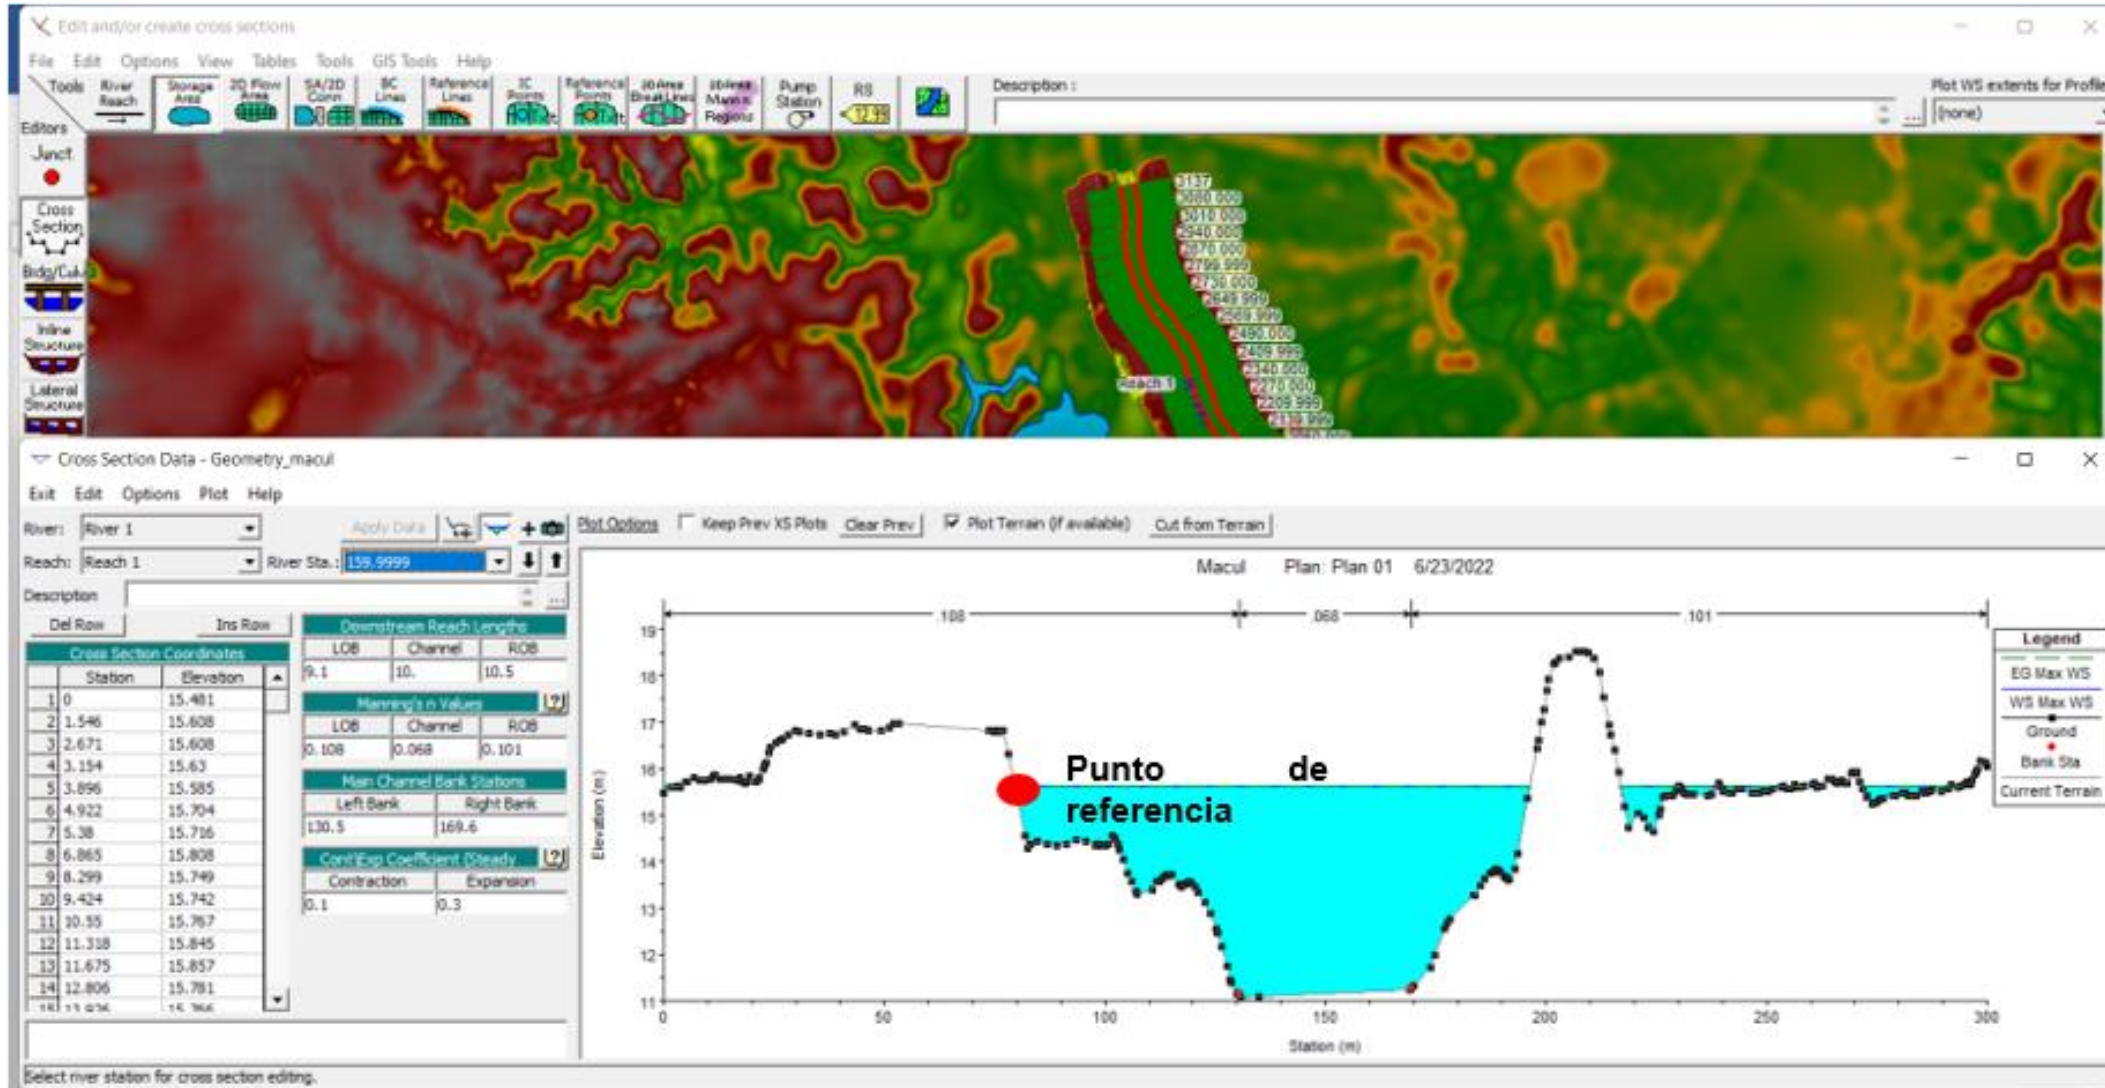 Edit and/or create cross sections
File Edit Options View Tables Tools GIS Tools Help
Tools River Reach Storage Area 2D Flow Area SA/2D Conn BC Lines Reference Lines IC Points Reference Points 2D Area Break Lines 2D Area Mann n Regions Pump Station RS
Description :
Plot WS extents for Profile
12.99
... (none)
Editors
Junct
Cross Section
Brdg/Culv
Inline Structure
Lateral Structure
3137
3080.000
3010.000
2940.000
2870.000
2799.999
2730.000
2649.999
2569.999
2490.000
2409.999
2340.000
2270.000
2209.999
2139.999
Reach 1
Cross Section Data - Geometry_macul
Exit Edit Options Plot Help
River: River 1 Apply Data
Plot Options Keep Prev XS Plots Clear Prev Plot Terrain (if available) Cut from Terrain
Reach: Reach 1 River Sta.: 159.9999
Description ...
Del Row Ins Row
Cross Section Coordinates
Station Elevation
1 0 15.481
2 1.546 15.608
3 2.671 15.608
4 3.154 15.63
5 3.896 15.585
6 4.922 15.704
7 5.38 15.716
8 6.865 15.808
9 8.299 15.749
10 9.424 15.742
11 10.55 15.767
12 11.318 15.845
13 11.675 15.857
14 12.806 15.781
15 13.926 15.766
Downstream Reach Lengths
LOB Channel ROB
9.1 10. 10.5
Manning's n Values
LOB Channel ROB
0.108 0.068 0.101
Main Channel Bank Stations
Left Bank Right Bank
130.5 169.6
Cont\Exp Coefficient (Steady
Contraction Expansion
0.1 0.3
Macul Plan: Plan 01 6/23/2022
.108 .068 .101
19
18
17
16
15
14
13
12
11
Elevation (m)
Punto de
referencia
0 50 100 150 200 250 300
Station (m)
Legend
EG Max WS
WS Max WS
Ground
Bank Sta
Current Terrain
Select river station for cross section editing.